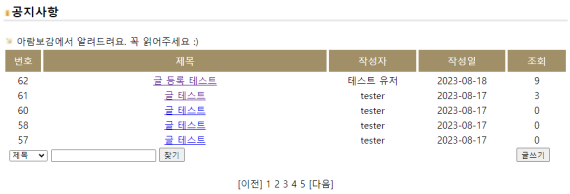 공지사항
아람보감에서 알려드려요. 꼭 읽어주세요 :)
번호 제목 작성자 작성일 조회
62 글 등록 테스트 테스트 유저 2023-08-18 9
61 글 테스트 tester 2023-08-17 3
60 글 테스트 tester 2023-08-17 0
58 글 테스트 tester 2023-08-17 0
57 글 테스트 tester 2023-08-17 0
제목 찾기 글쓰기
[이전] 1 2 3 4 5 [다음]